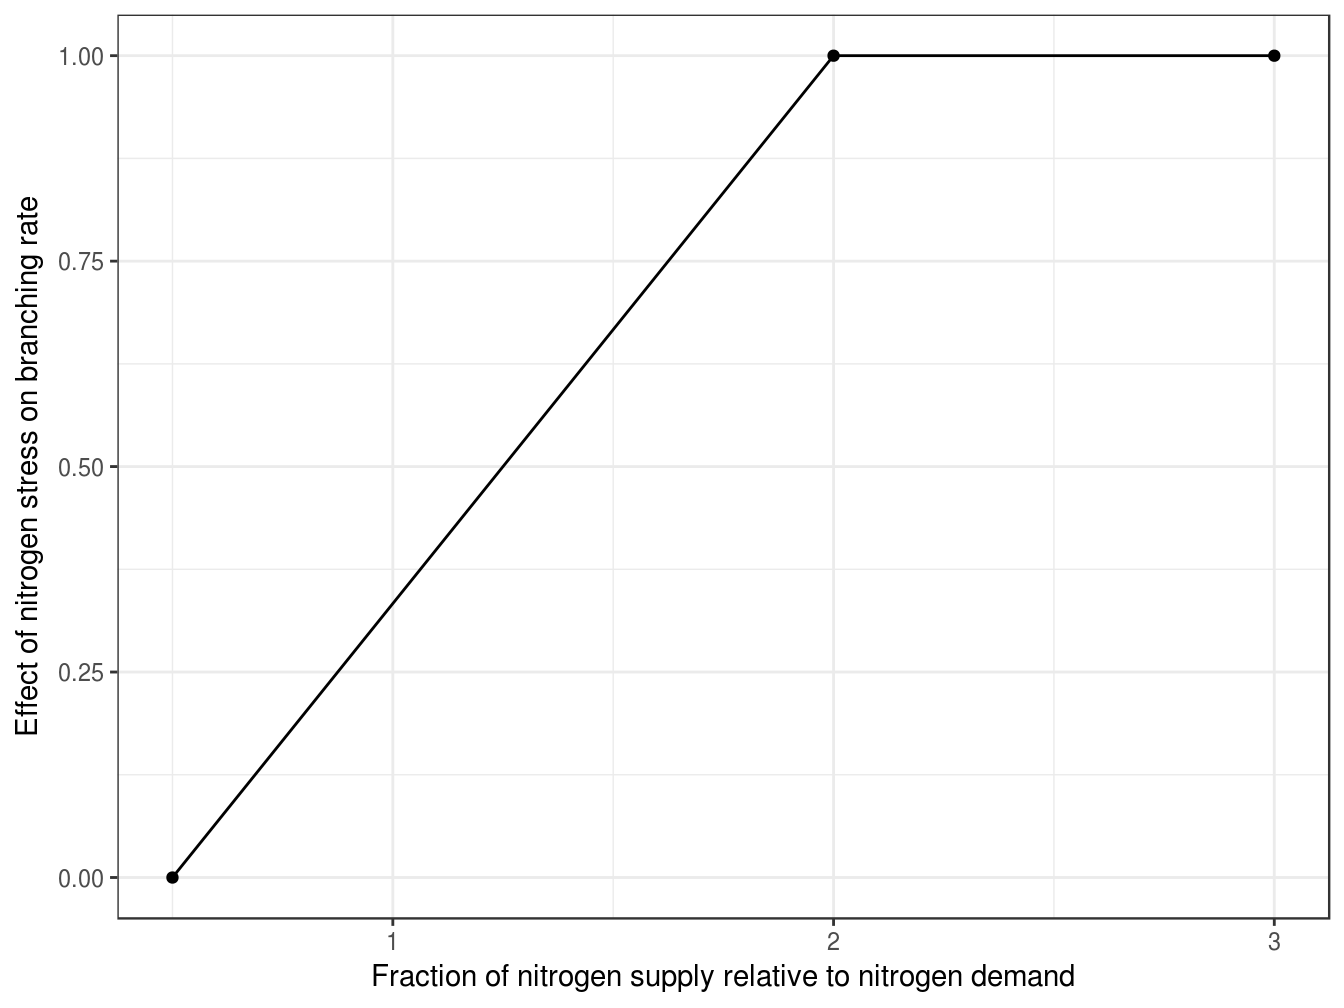 Effect of nitrogen stress on branching rate
1.00
0.75
0.50
0.25
0.00
1 2 3
Fraction of nitrogen supply relative to nitrogen demand